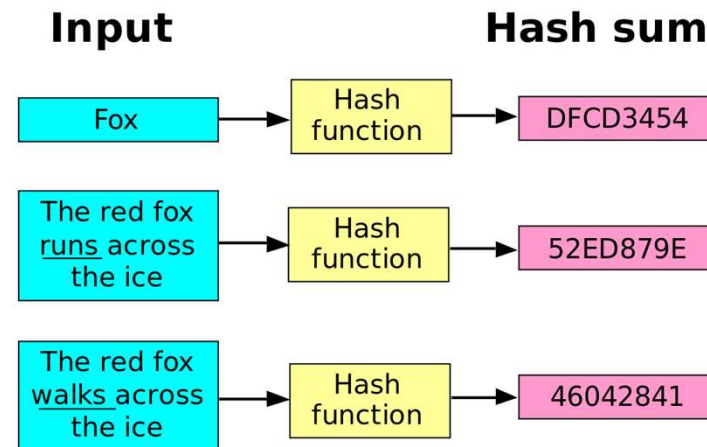 Input
Hash sum
Fox
Hash
function
DFCD3454
The red fox
runs across
the ice
Hash
function
52ED879E
The red fox
walks across
the ice
Hash
function
46042841